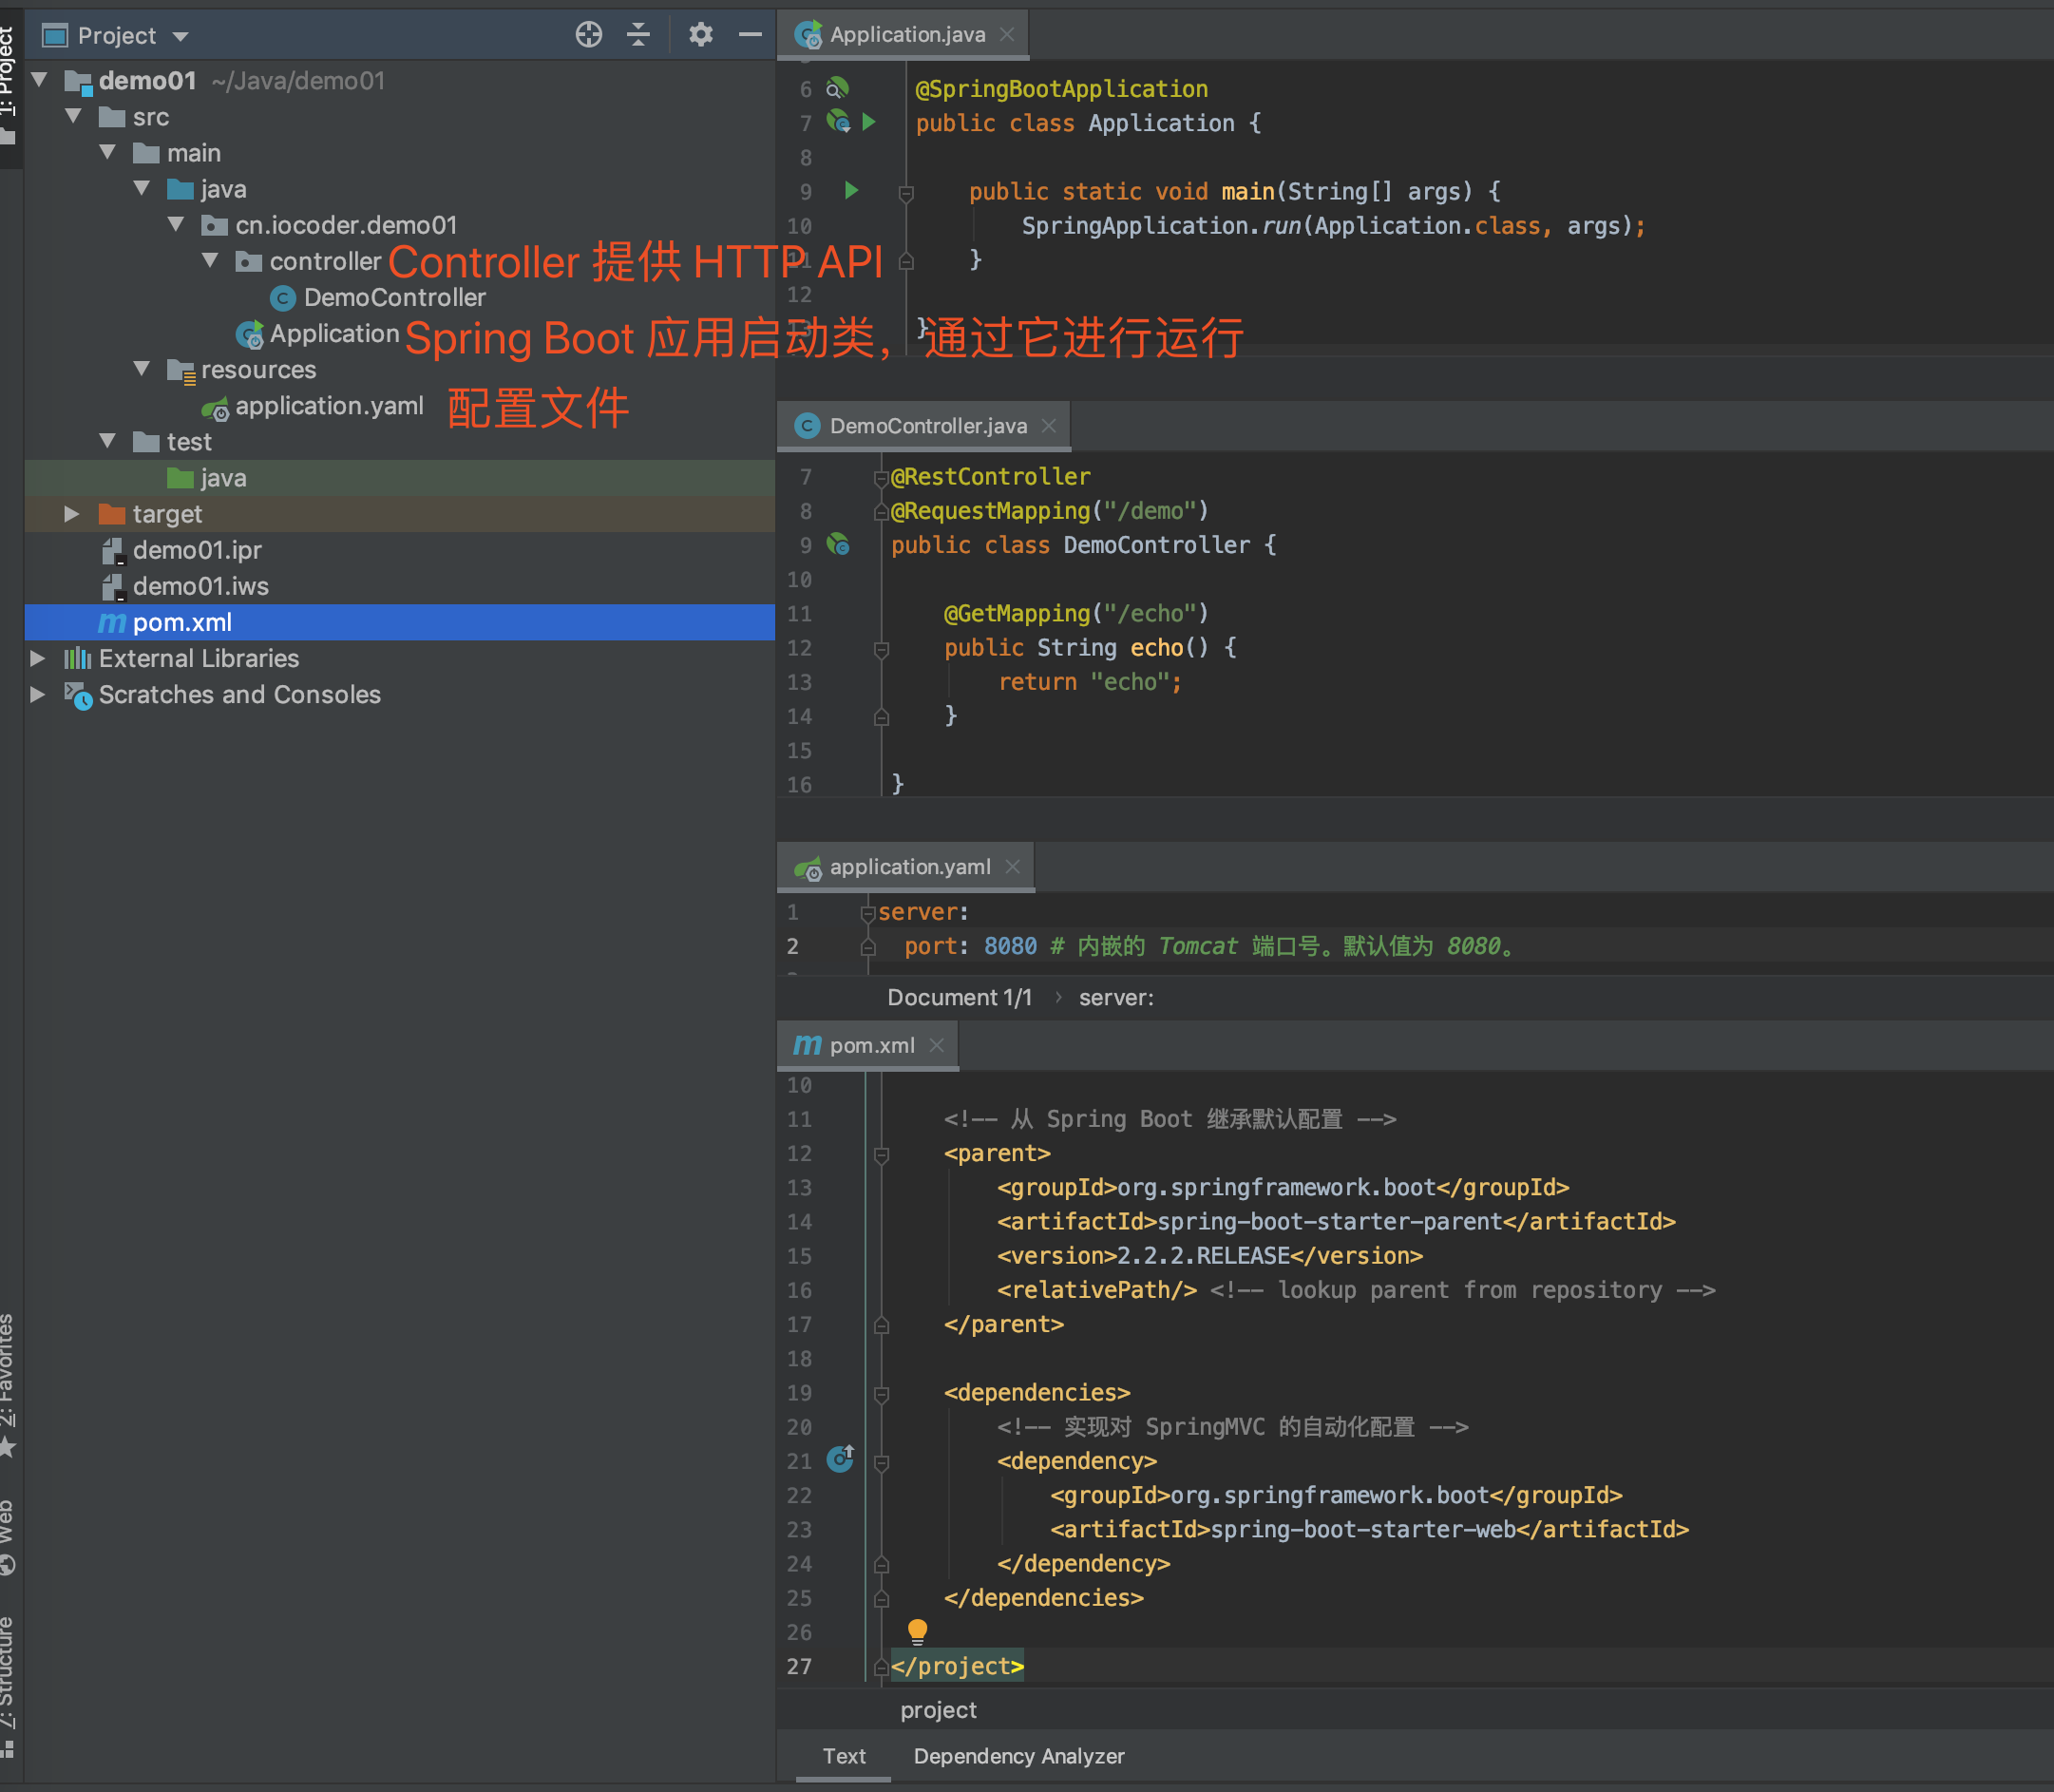 Project
1: Project
demo01 ~/Java/demo01
src
main
java
cn.iocoder.demo01
controller Controller 提供 HTTP API
DemoController
Application Spring Boot 应用启动类，通过它进行运行
resources
application.yaml 配置文件
test
java
target
demo01.ipr
demo01.iws
pom.xml
External Libraries
Scratches and Consoles
2: Favorites
Web
7: Structure
Application.java
6 @SpringBootApplication
7 public class Application {
8
9 public static void main(String[] args) {
10 SpringApplication.run(Application.class, args);
11 }
12
13 }
DemoController.java
7 @RestController
8 @RequestMapping("/demo")
9 public class DemoController {
10
11 @GetMapping("/echo")
12 public String echo() {
13 return "echo";
14 }
15
16 }
application.yaml
1 server:
2 port: 8080 # 内嵌的 Tomcat 端口号。默认值为 8080。
Document 1/1 › server:
pom.xml
10
11 <!-- 从 Spring Boot 继承默认配置 -->
12 <parent>
13 <groupId>org.springframework.boot</groupId>
14 <artifactId>spring-boot-starter-parent</artifactId>
15 <version>2.2.2.RELEASE</version>
16 <relativePath/> <!-- lookup parent from repository -->
17 </parent>
18
19 <dependencies>
20 <!-- 实现对 SpringMVC 的自动化配置 -->
21 <dependency>
22 <groupId>org.springframework.boot</groupId>
23 <artifactId>spring-boot-starter-web</artifactId>
24 </dependency>
25 </dependencies>
26
27 </project>
project
Text Dependency Analyzer